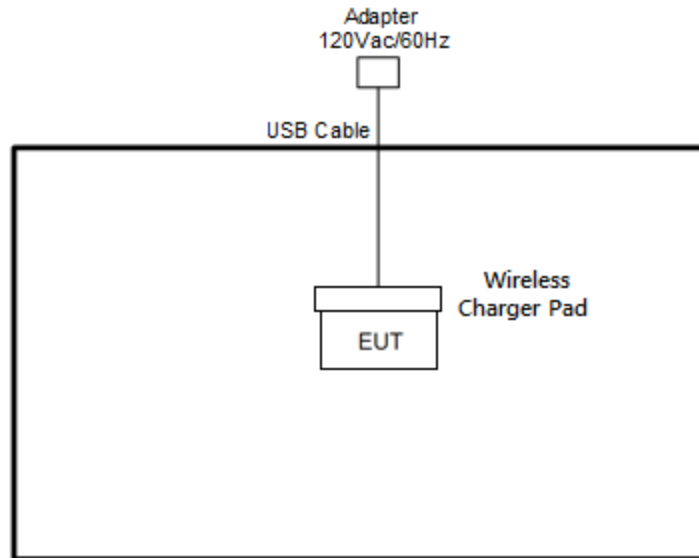 Adapter
120Vac/60Hz
USB Cable
Wireless
Charger Pad
EUT